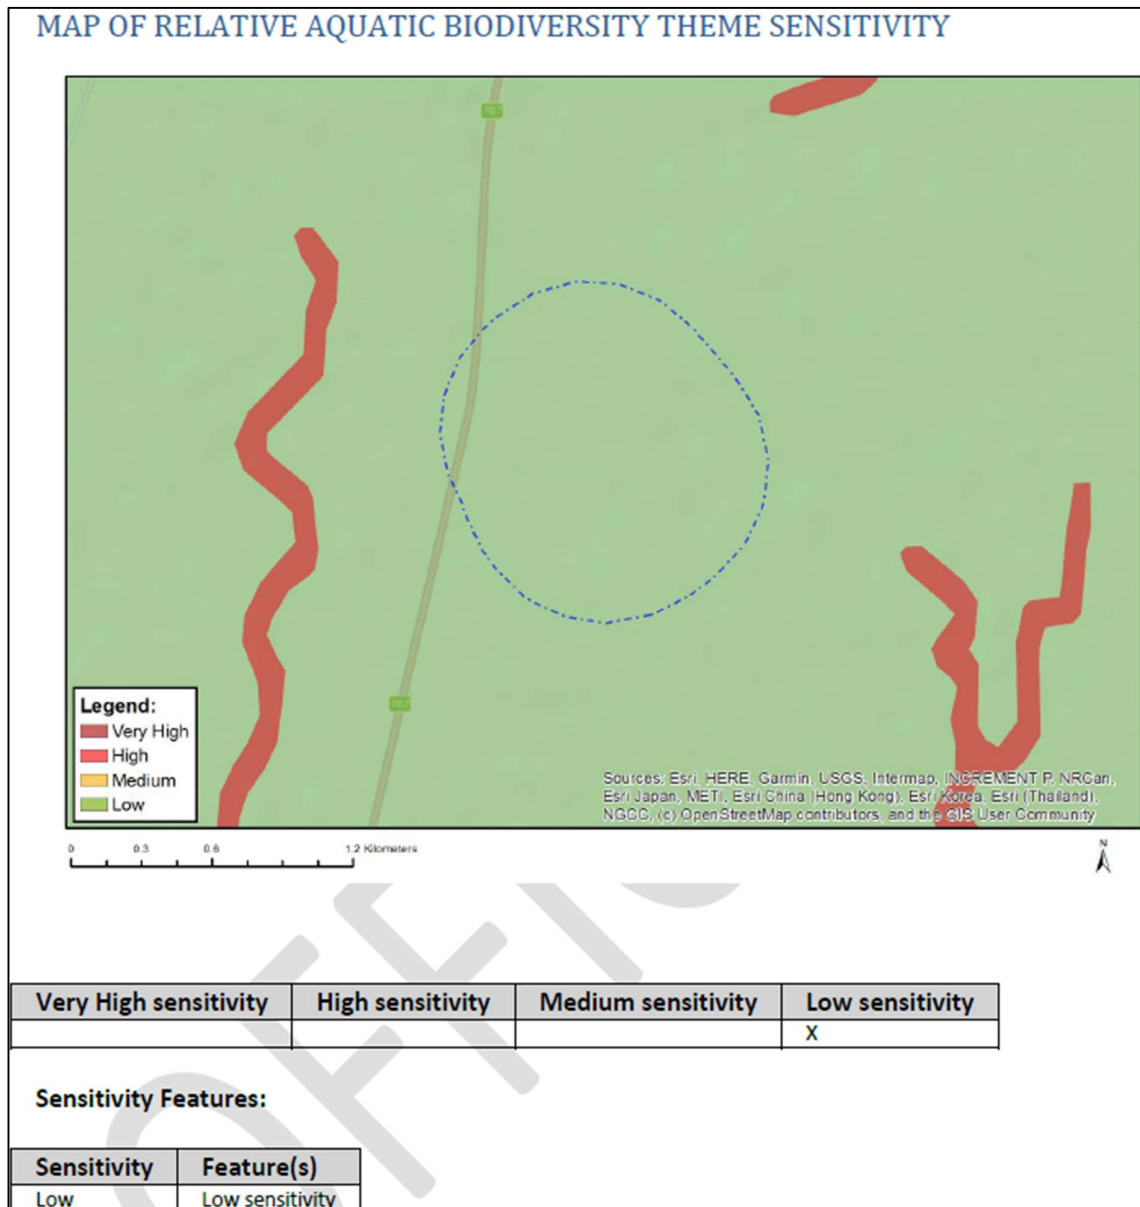 MAP OF RELATIVE AQUATIC BIODIVERSITY THEME SENSITIVITY
R67
R67
Legend:
Very High
High
Medium
Low
Sources: Esri, HERE, Garmin, USGS, Intermap, INCREMENT P, NRCan,
Esri Japan, METI, Esri China (Hong Kong), Esri Korea, Esri (Thailand),
NGCC, (c) OpenStreetMap contributors, and the GIS User Community
0 0.3 0.6 1.2 Kilometers
N
Very High sensitivity High sensitivity Medium sensitivity Low sensitivity
X
Sensitivity Features:
Sensitivity Feature(s)
Low Low sensitivity